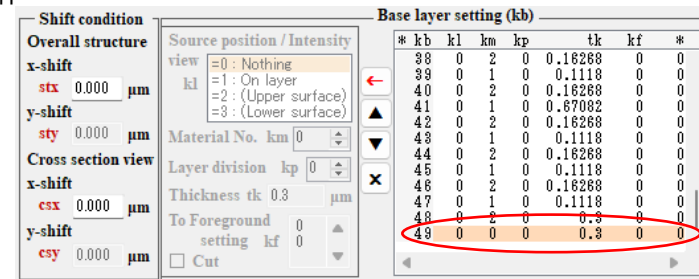 Shift condition
Overall structure
x-shift
stx 0.000 μm
y-shift
sty 0.000 μm
Cross section view
x-shift
csx 0.000 μm
y-shift
csy 0.000 μm
Base layer setting (kb)
Source position / Intensity
view
kl
=0 : Nothing
=1 : On layer
=2 : (Upper surface)
=3 : (Lower surface)
Material No. km 0
Layer division kp 0
Thickness tk 0.3 μm
To Foreground
setting kf
0
0
Cut
* kb kl km kp tk kf *
38 0 2 0 0.16268 0 0
39 0 1 0 0.1118 0 0
40 0 2 0 0.16268 0 0
41 0 1 0 0.67082 0 0
42 0 2 0 0.16268 0 0
43 0 1 0 0.1118 0 0
44 0 2 0 0.16268 0 0
45 0 1 0 0.1118 0 0
46 0 2 0 0.16268 0 0
47 0 1 0 0.1118 0 0
48 0 2 0 0.3 0 0
49 0 0 0 0.3 0 0